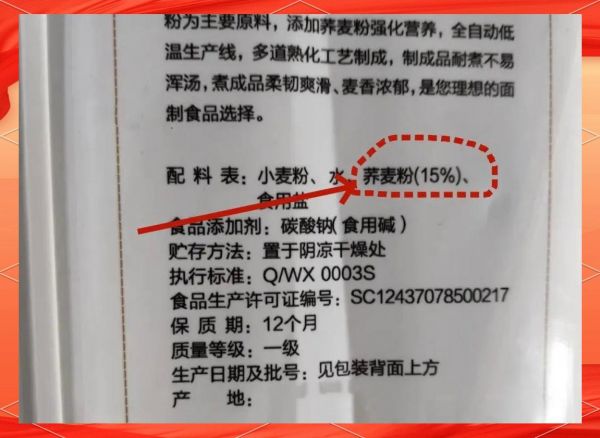 粉为主要原料，添加荞麦粉强化营养，全自动低
温生产线，多道熟化工艺制成，制成品耐煮不易
浑汤，煮成品柔韧爽滑、麦香浓郁，是您理想的面
制食品选择。
配 料 表：小麦粉、水、荞麦粉(15%)、
食用盐
食品添加剂：碳酸钠(食用碱)
贮存方法：置于阴凉干燥处
执行标准：Q/WX 0003S
食品生产许可证编号：SC12437078500217
保 质 期：12个月
质量等级：一级
生产日期及批号：见包装背面上方
产 地：